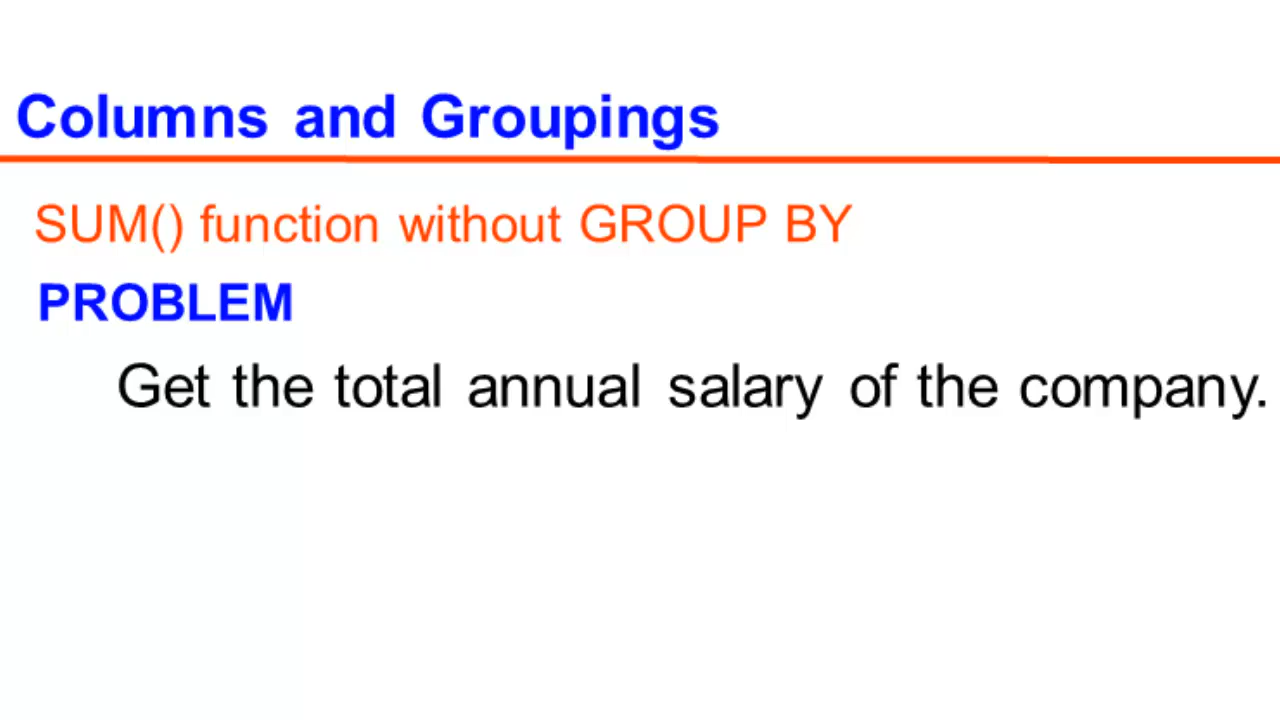 Columns and Groupings
SUM() function without GROUP BY
PROBLEM
Get the total annual salary of the company.